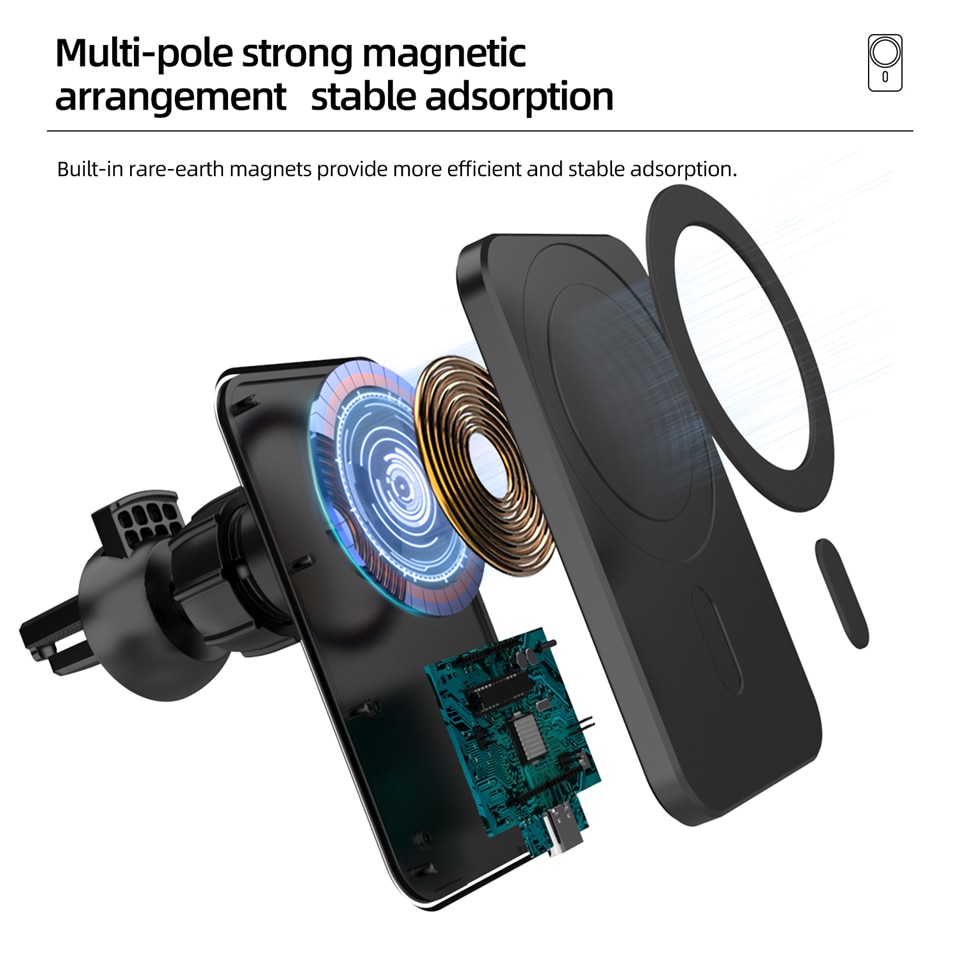 Multi-pole strong magnetic
arrangement stable adsorption
Built-in rare-earth magnets provide more efficient and stable adsorption.